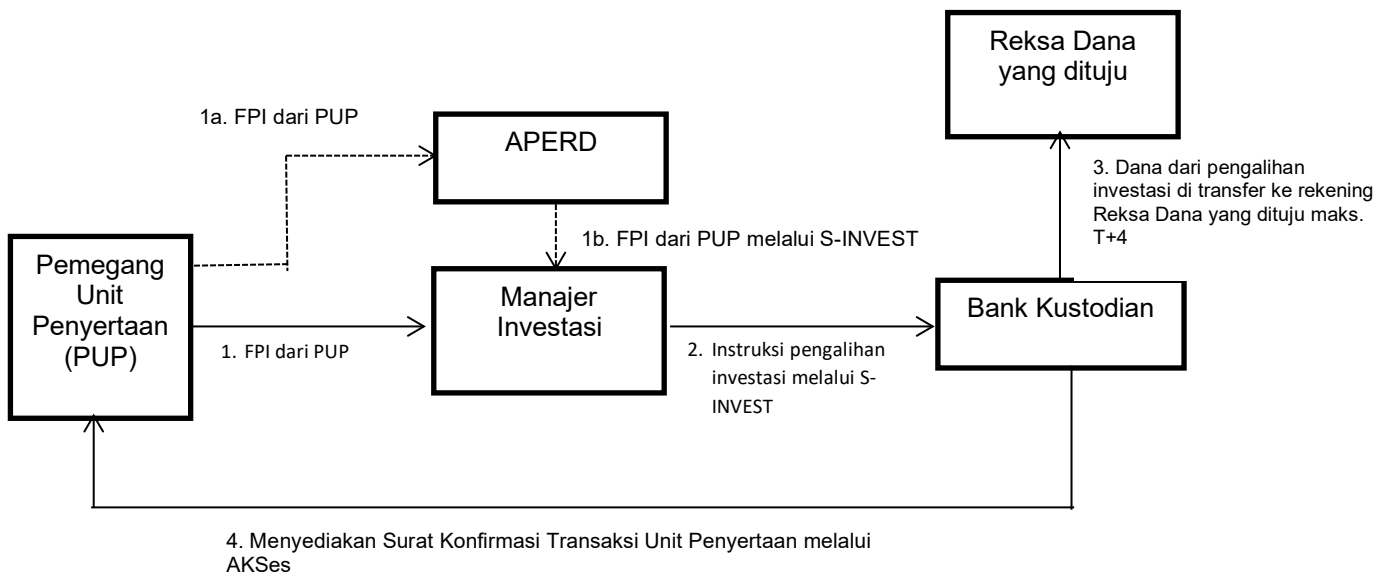 Reksa Dana
yang dituju
1a. FPI dari PUP
APERD
3. Dana dari pengalihan
investasi di transfer ke rekening
Reksa Dana yang dituju maks.
T+4
1b. FPI dari PUP melalui S-INVEST
Pemegang
Unit
Penyertaan
(PUP)
Manajer
Investasi
Bank Kustodian
1. FPI dari PUP
2. Instruksi pengalihan
investasi melalui S-
INVEST
4. Menyediakan Surat Konfirmasi Transaksi Unit Penyertaan melalui
AKSes